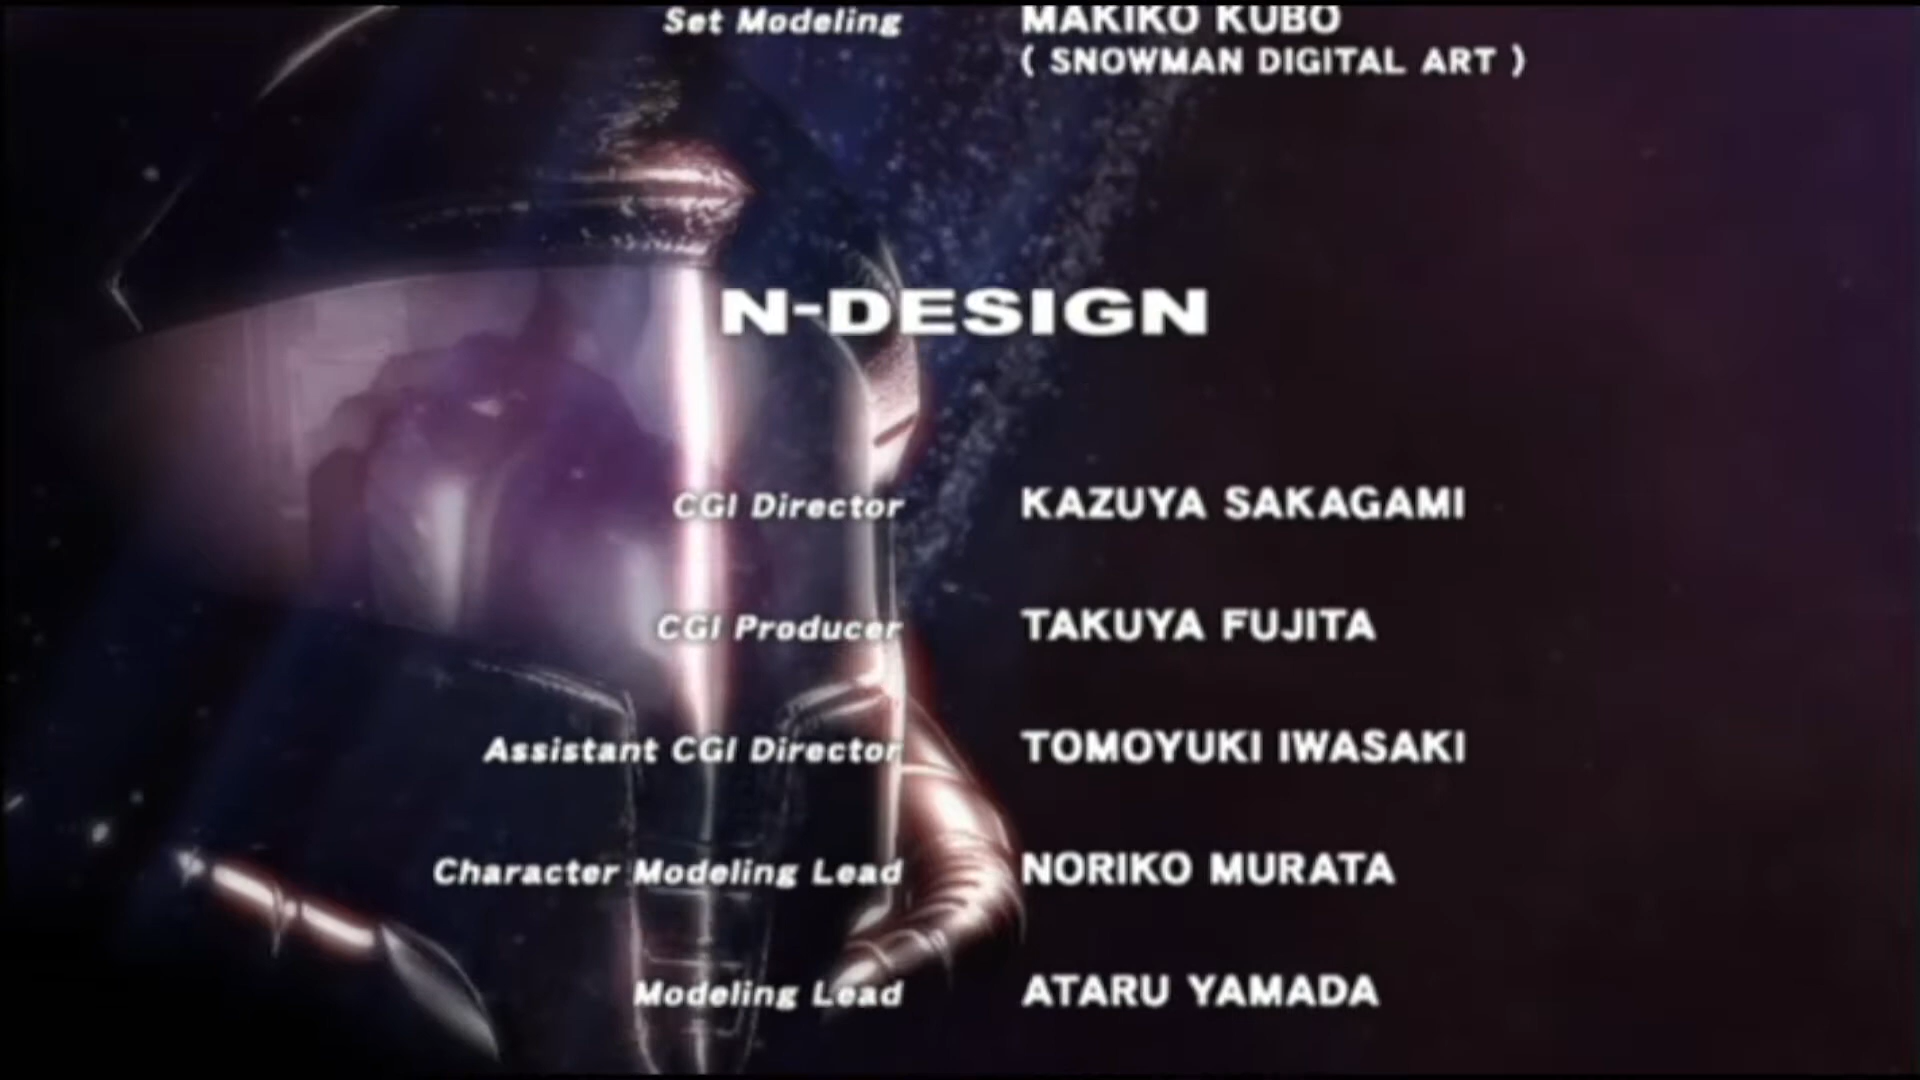 Set Modeling MAKIKO KUBO
( SNOWMAN DIGITAL ART )
N-DESIGN
CGI Director KAZUYA SAKAGAMI
CGI Producer TAKUYA FUJITA
Assistant CGI Director TOMOYUKI IWASAKI
Character Modeling Lead NORIKO MURATA
Modeling Lead ATARU YAMADA